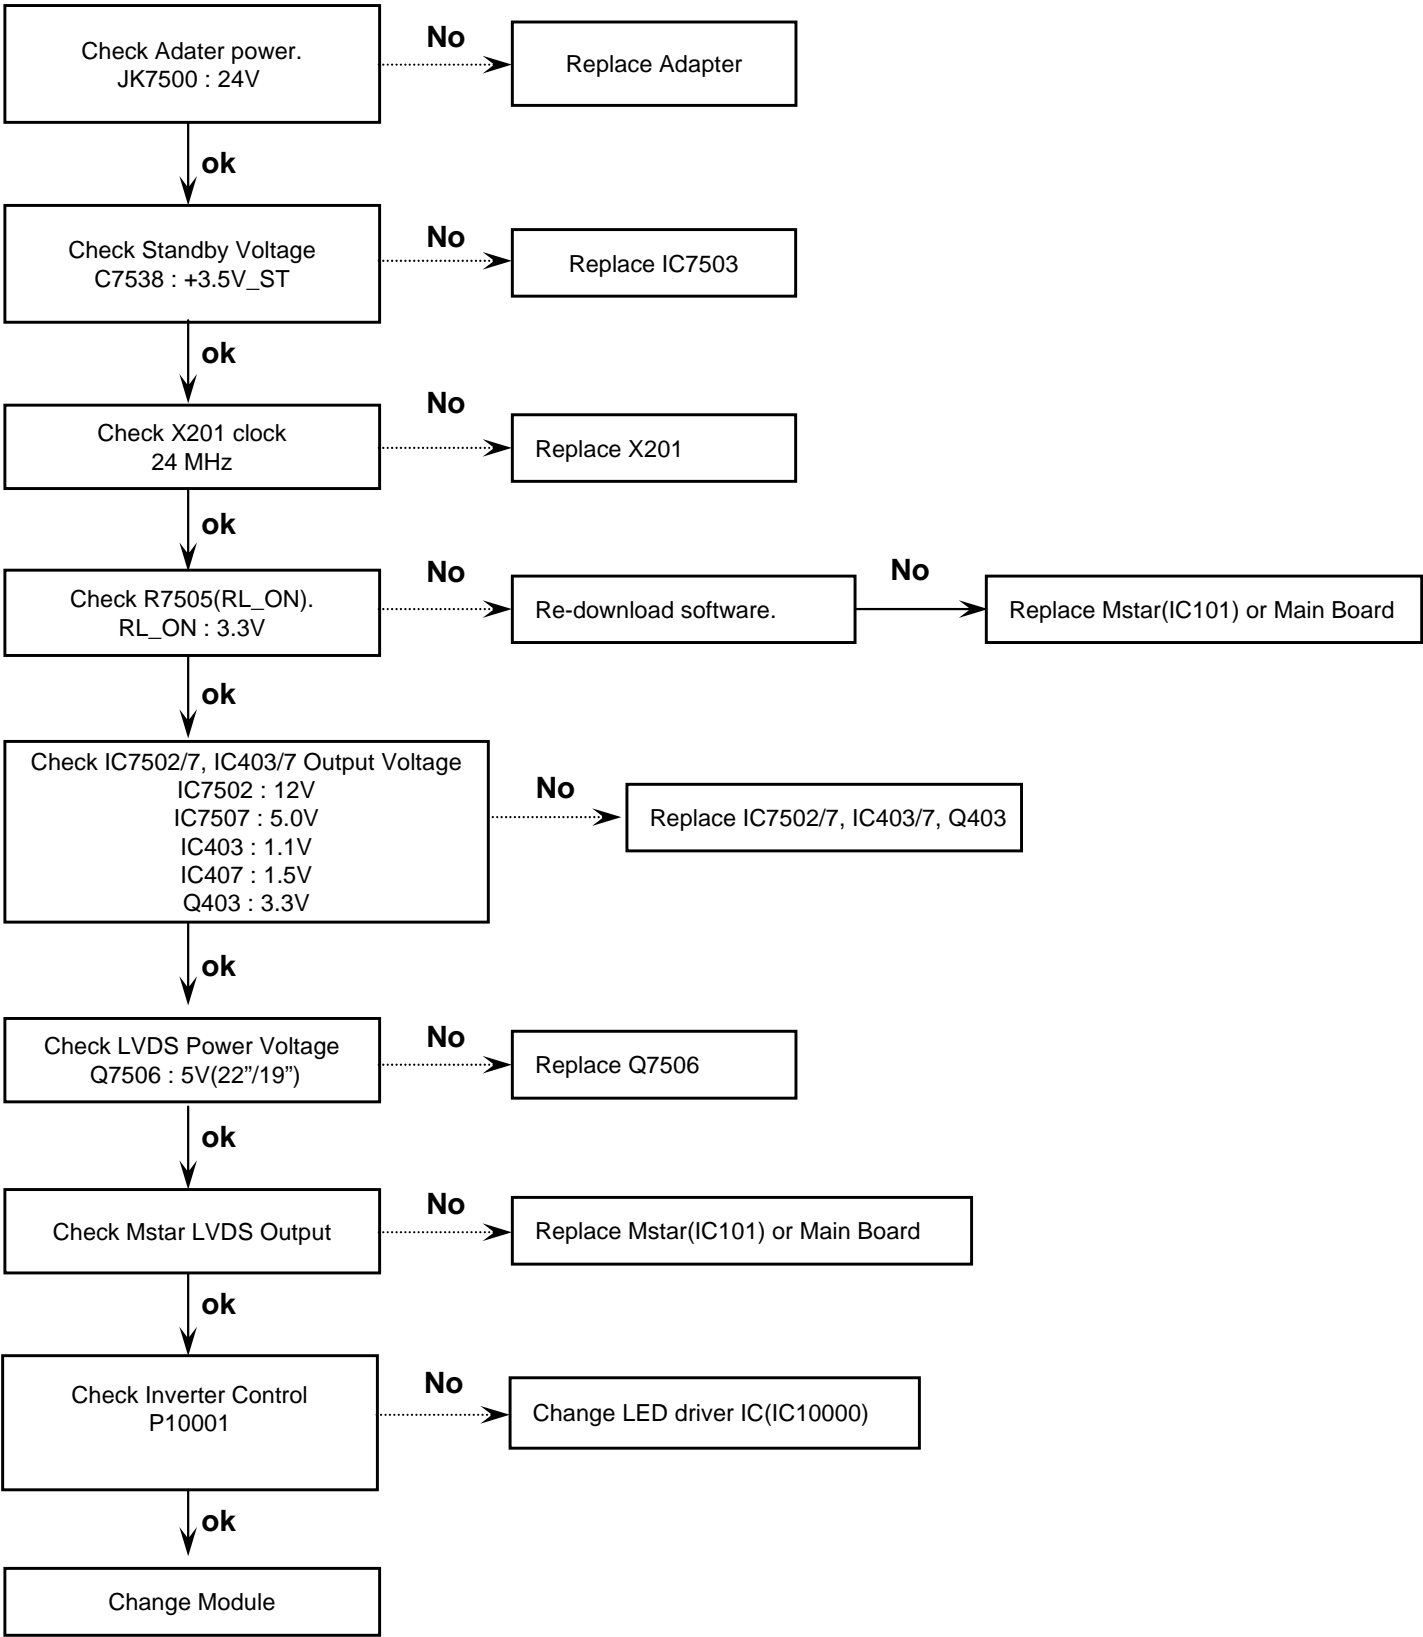 Check Adater power.
JK7500 : 24V
No
Replace Adapter
ok
Check Standby Voltage
C7538 : +3.5V_ST
No
Replace IC7503
ok
Check X201 clock
24 MHz
No
Replace X201
ok
Check R7505(RL_ON).
RL_ON : 3.3V
No
Re-download software.
No
Replace Mstar(IC101) or Main Board
ok
Check IC7502/7, IC403/7 Output Voltage
IC7502 : 12V
IC7507 : 5.0V
IC403 : 1.1V
IC407 : 1.5V
Q403 : 3.3V
No
Replace IC7502/7, IC403/7, Q403
ok
Check LVDS Power Voltage
Q7506 : 5V(22”/19”)
No
Replace Q7506
ok
Check Mstar LVDS Output
No
Replace Mstar(IC101) or Main Board
ok
Check Inverter Control
P10001
No
Change LED driver IC(IC10000)
ok
Change Module